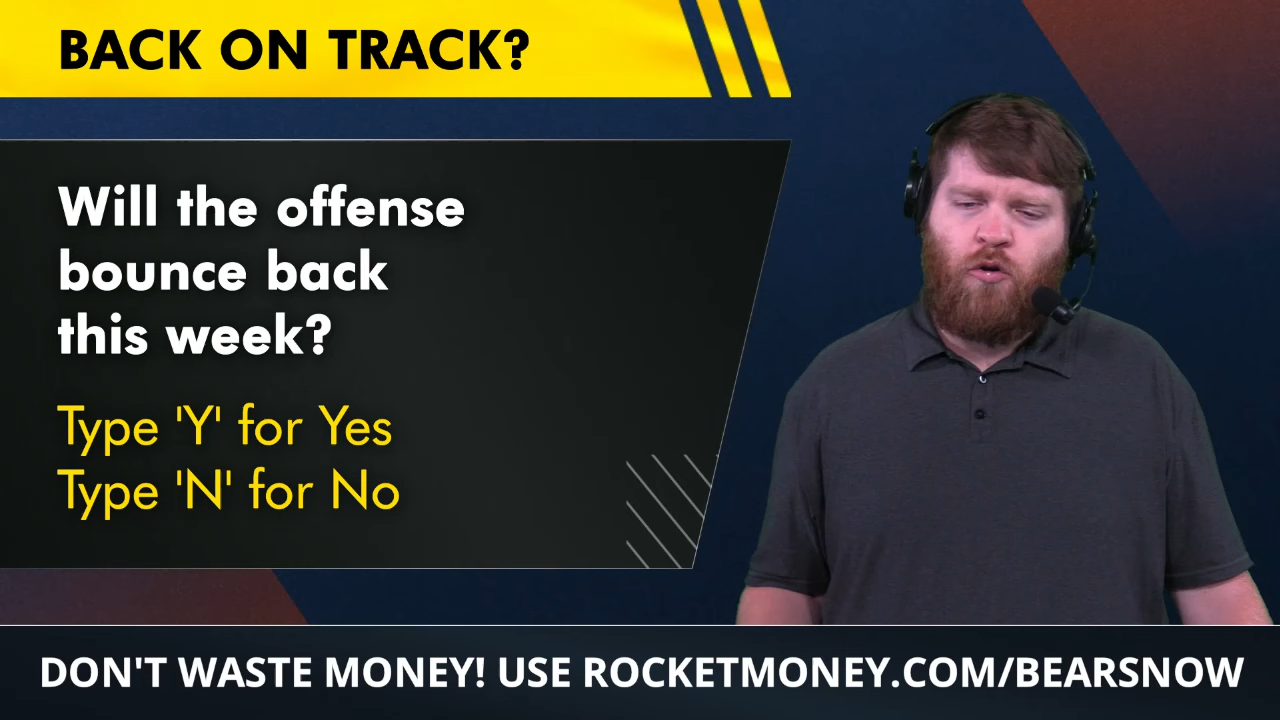 BACK ON TRACK?
Will the offense
bounce back
this week?
Type 'Y' for Yes
Type 'N' for No
DON'T WASTE MONEY! USE ROCKETMONEY.COM/BEARSNOW